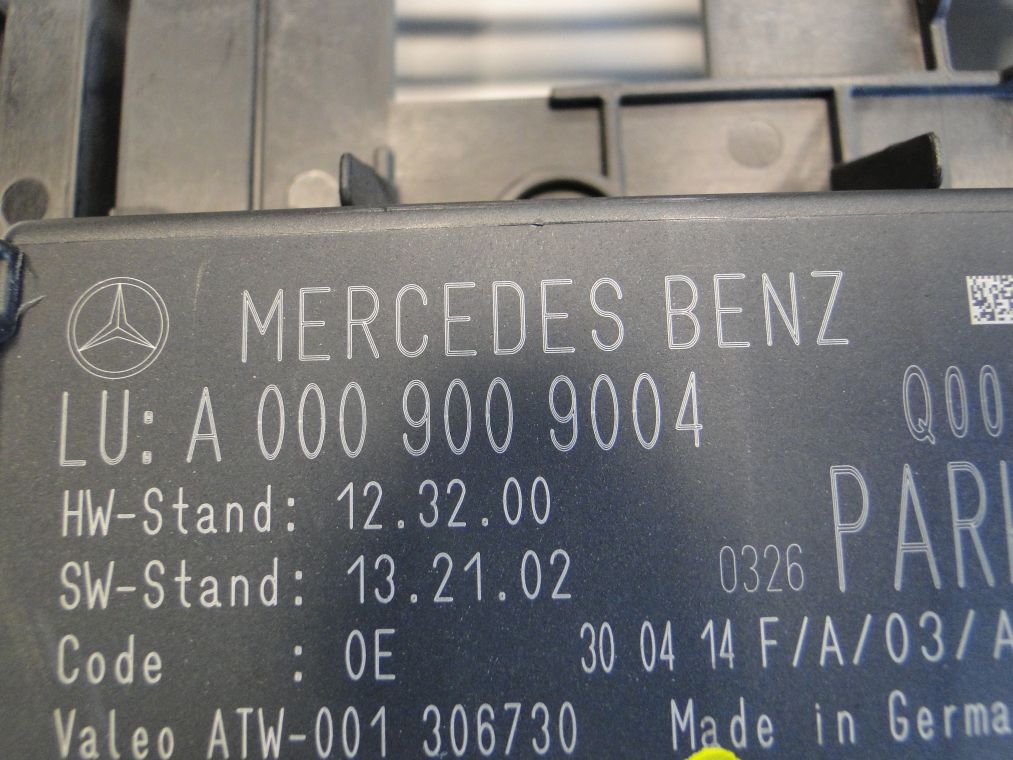 MERCEDES BENZ
LU: A 000 900 9004 Q00
HW-Stand: 12.32.00
SW-Stand: 13.21.02 0326
Code : 0E 30 04 14 F/A/03/A
Valeo ATW-001 306730 Made in